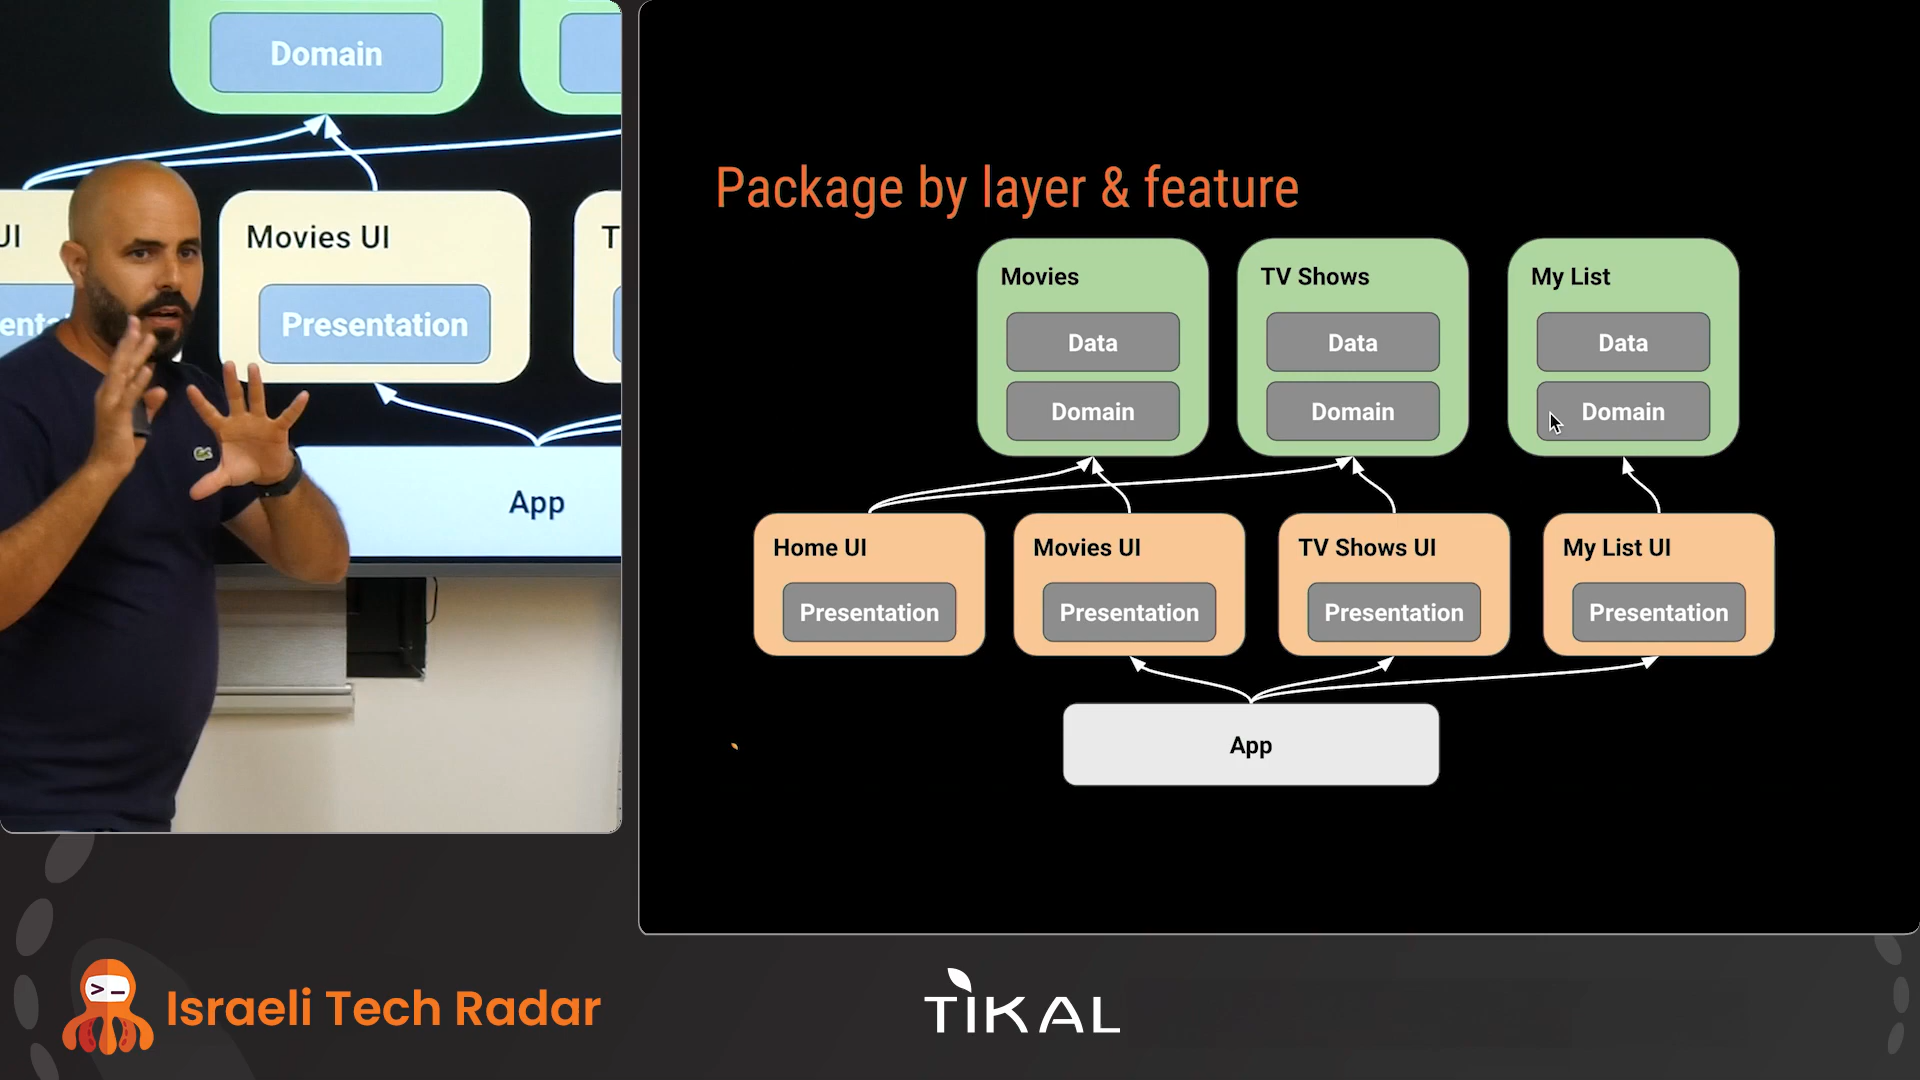 Domain
UI
Movies UI
T
Presentation
App
Package by layer & feature
Movies
TV Shows
My List
Data
Data
Data
Domain
Domain
Domain
Home UI
Movies UI
TV Shows UI
My List UI
Presentation
Presentation
Presentation
Presentation
App
>_
Israeli Tech Radar
TIKAL